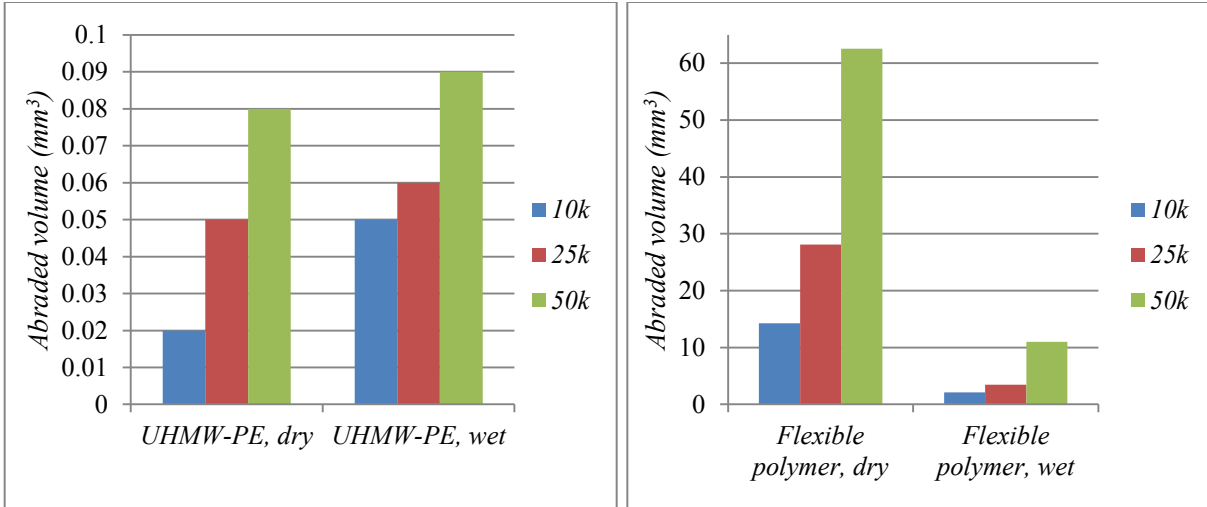 Abraded volume (mm³)
0.1
0.09
0.08
0.07
0.06
0.05
0.04
0.03
0.02
0.01
0
UHMW-PE, dry
UHMW-PE, wet
10k
25k
50k
Abraded volume (mm³)
60
50
40
30
20
10
0
Flexible
polymer, dry
Flexible
polymer, wet
10k
25k
50k